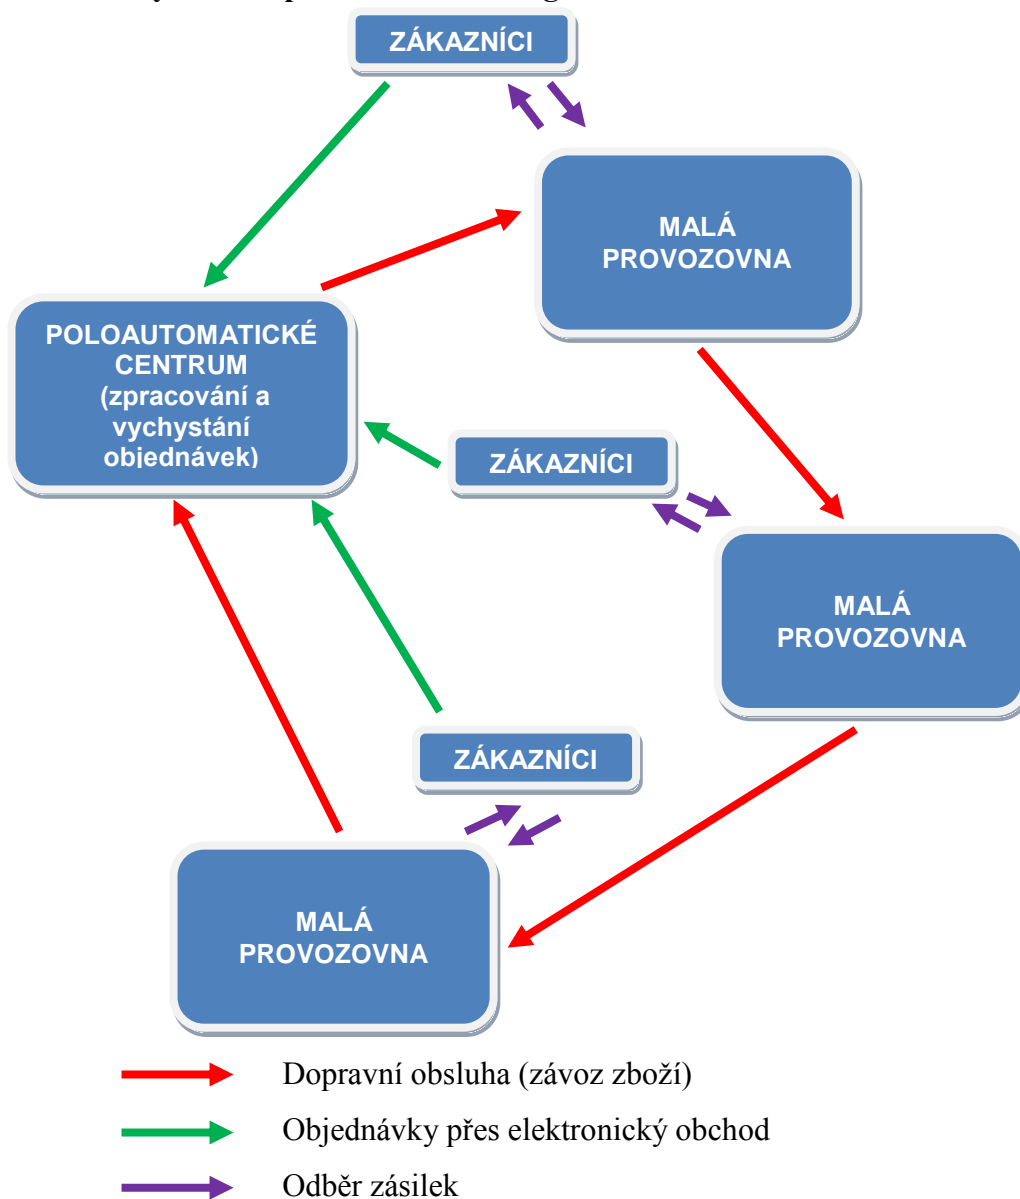 ZÁKAZNÍCI
MALÁ
PROVOZOVNA
POLOAUTOMATICKÉ
CENTRUM
(zpracování a
vychystání
objednávek)
ZÁKAZNÍCI
MALÁ
PROVOZOVNA
ZÁKAZNÍCI
MALÁ
PROVOZOVNA
Dopravní obsluha (závoz zboží)
Objednávky přes elektronický obchod
Odběr zásilek